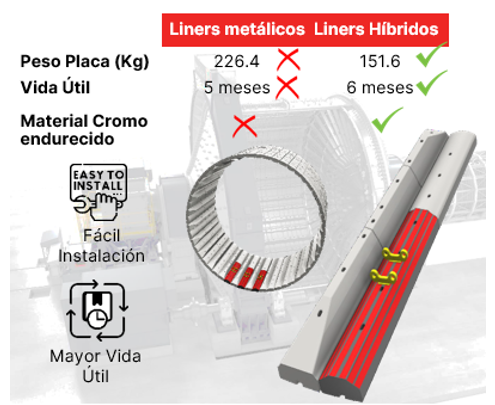 Liners metálicos Liners Híbridos
Peso Placa (Kg) 226.4 151.6
Vida Útil 5 meses 6 meses
Material Cromo
endurecido
EASY TO
INSTALL
Fácil
Instalación
Mayor Vida
Útil